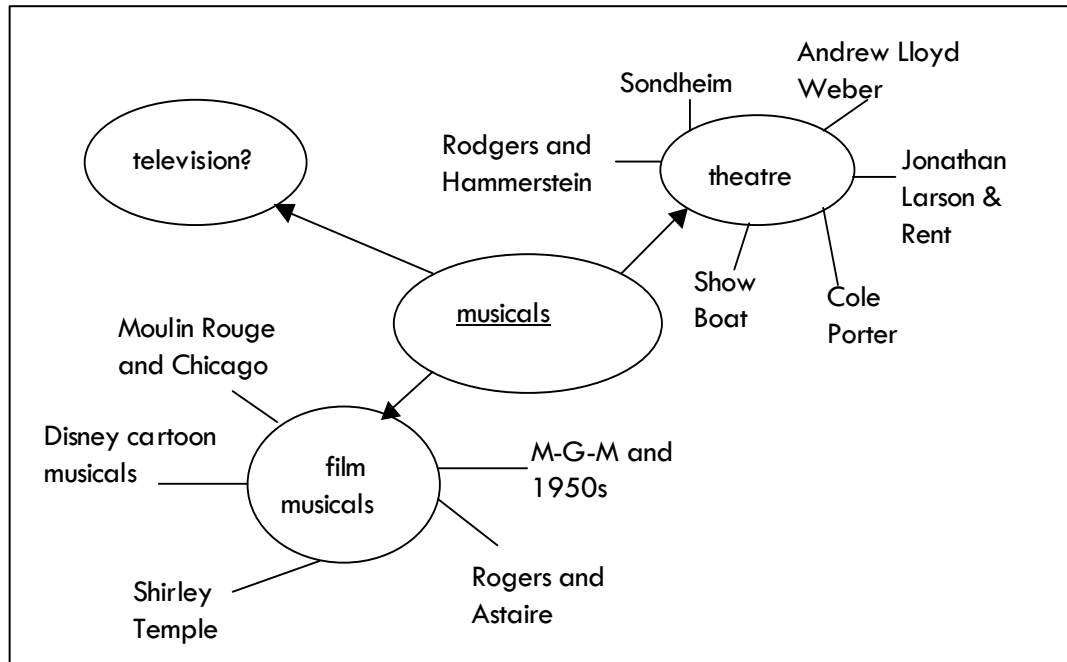 Andrew Lloyd
Weber
Sondheim
television?
Rodgers and
Hammerstein
theatre
Jonathan
Larson &
Rent
Show
Boat
Cole
Porter
musicals
Moulin Rouge
and Chicago
Disney cartoon
musicals
film
musicals
M-G-M and
1950s
Shirley
Temple
Rogers and
Astaire